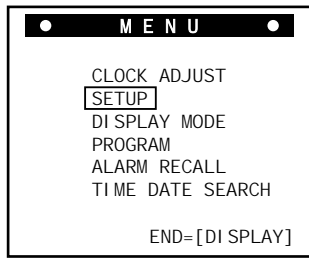 MENU
CLOCK ADJUST
SETUP
DISPLAY MODE
PROGRAM
ALARM RECALL
TIME DATE SEARCH
END=[DISPLAY]